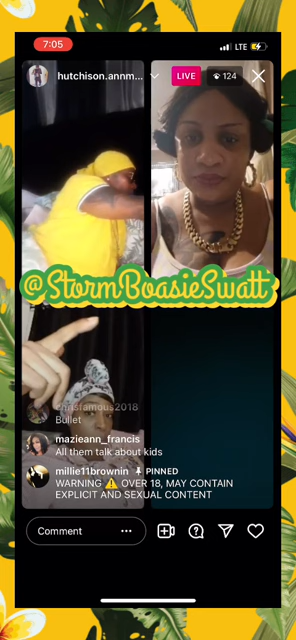 7:05
LTE
hutchison.annm...
LIVE
124
@StormBoasieSwatt
chrisfamous2018
Bullet
mazieann_francis
All them talk about kids
millie11brownin PINNED
WARNING ⚠️ OVER 18, MAY CONTAIN
EXPLICIT AND SEXUAL CONTENT
Comment